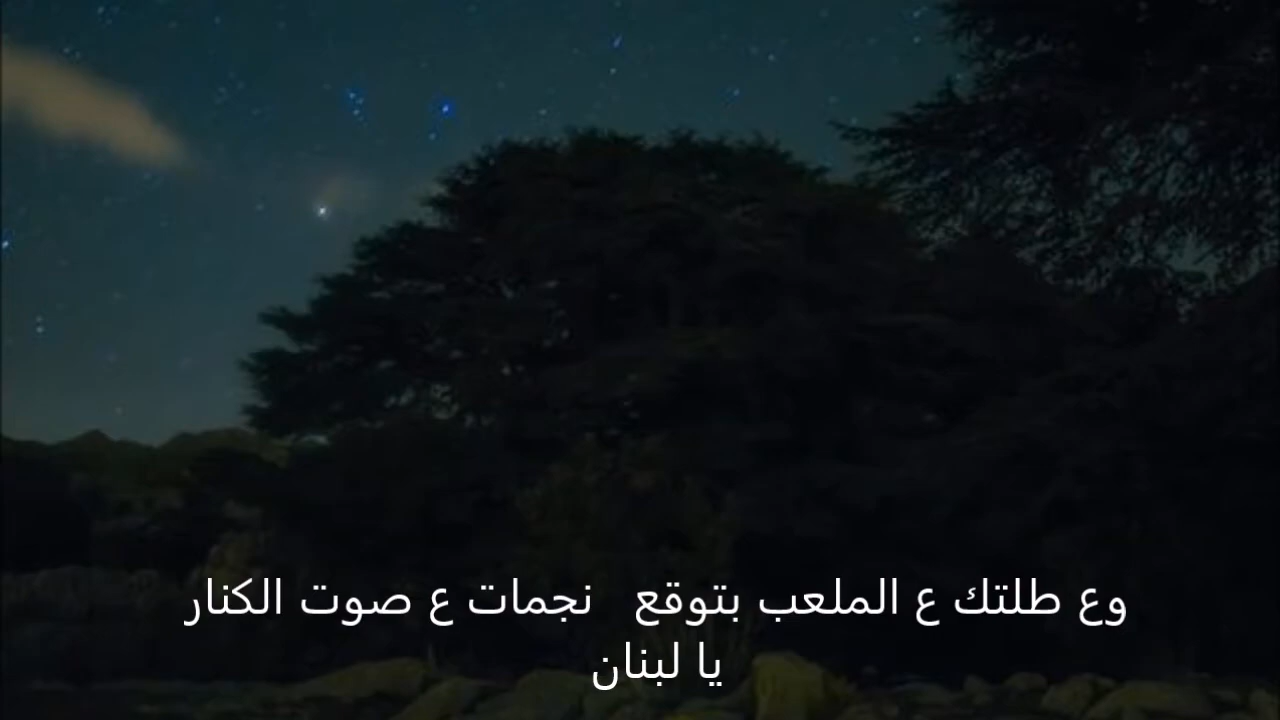 وع طلتك ع الملعب بتوقع   نجمات ع صوت الكنار
يا لبنان